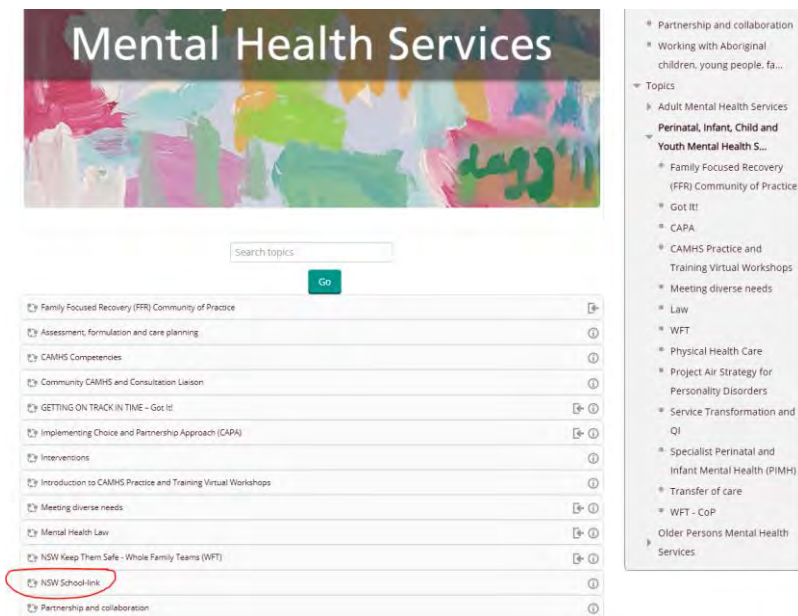 Mental Health Services
Search topics
Go
Family Focused Recovery (FFR) Community of Practice
Assessment, formulation and care planning
CAMHS Competencies
Community CAMHS and Consultation Liaison
GETTING ON TRACK IN TIME – Got It!
Implementing Choice and Partnership Approach (CAPA)
Interventions
Introduction to CAMHS Practice and Training Virtual Workshops
Meeting diverse needs
Mental Health Law
NSW Keep Them Safe - Whole Family Teams (WFT)
NSW School-link
Partnership and collaboration
Partnership and collaboration
Working with Aboriginal
children, young people. fa...
Topics
Adult Mental Health Services
Perinatal, Infant, Child and
Youth Mental Health S...
Family Focused Recovery
(FFR) Community of Practice
Got It!
CAPA
CAMHS Practice and
Training Virtual Workshops
Meeting diverse needs
Law
WFT
Physical Health Care
Project Air Strategy for
Personality Disorders
Service Transformation and
QI
Specialist Perinatal and
Infant Mental Health (PIMH)
Transfer of care
WFT - CoP
Older Persons Mental Health
Services